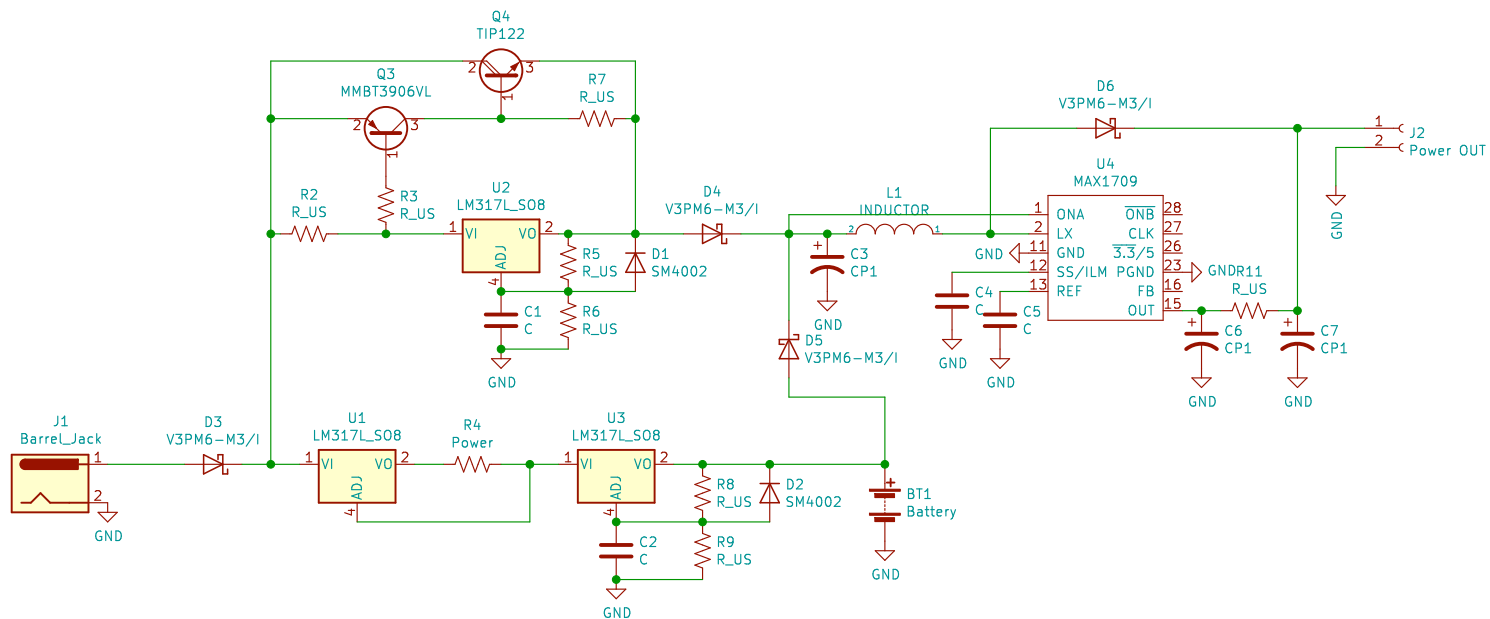 Q4
TIP122
2
3
1
Q3
MMBT3906VL
2
3
1
R7
R_US
D6
V3PM6-M3/I
1
2
J2
Power OUT
GND
U4
MAX1709
1
2
11
12
13
ONA
LX
GND
SS/ILM
REF
ONB
CLK
3.3/5
PGND
FB
OUT
28
27
26
23
16
15
GND
GND
R2
R_US
R3
R_US
U2
LM317L_SO8
1
VI
VO
2
ADJ
4
R5
R_US
D1
SM4002
C1
C
R6
R_US
GND
D4
V3PM6-M3/I
L1
INDUCTOR
2
1
+
C3
CP1
GND
C4
C
GND
C5
C
GND
R11
R_US
+
C6
CP1
GND
+
C7
CP1
GND
D5
V3PM6-M3/I
J1
Barrel_Jack
1
2
GND
D3
V3PM6-M3/I
U1
LM317L_SO8
1
VI
VO
2
ADJ
4
R4
Power
U3
LM317L_SO8
1
VI
VO
2
ADJ
4
R8
R_US
D2
SM4002
C2
C
R9
R_US
GND
+
BT1
Battery
GND